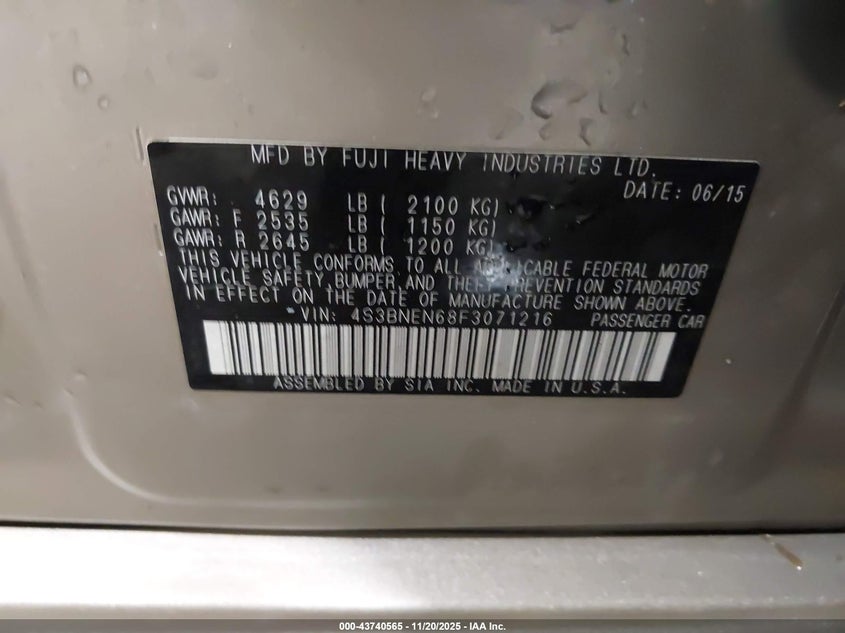 MFD BY FUJI HEAVY INDUSTRIES LTD.
DATE: 06/15
GVWR: 4629 LB ( 2100 KG)
GAWR: F 2535 LB ( 1150 KG)
GAWR: R 2645 LB ( 1200 KG)
THIS VEHICLE CONFORMS TO ALL APPLICABLE FEDERAL MOTOR
VEHICLE SAFETY, BUMPER, AND THEFT PREVENTION STANDARDS
IN EFFECT ON THE DATE OF MANUFACTURE SHOWN ABOVE.
*VIN: 4S3BNEN68F3071216 PASSENGER CAR
ASSEMBLED BY SIA INC. MADE IN U.S.A.
000-43740565 - 11/20/2025 - IAA Inc.